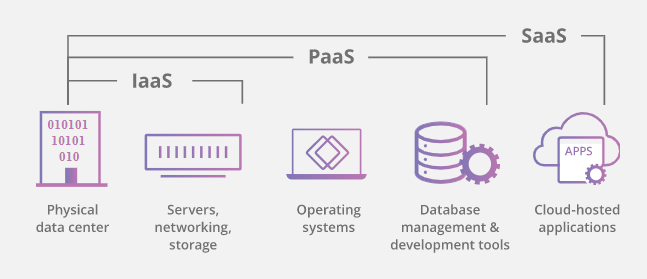 SaaS
PaaS
IaaS
010101
10101
010
APPS
Physical
data center
Servers,
networking,
storage
Operating
systems
Database
management &
development tools
Cloud-hosted
applications